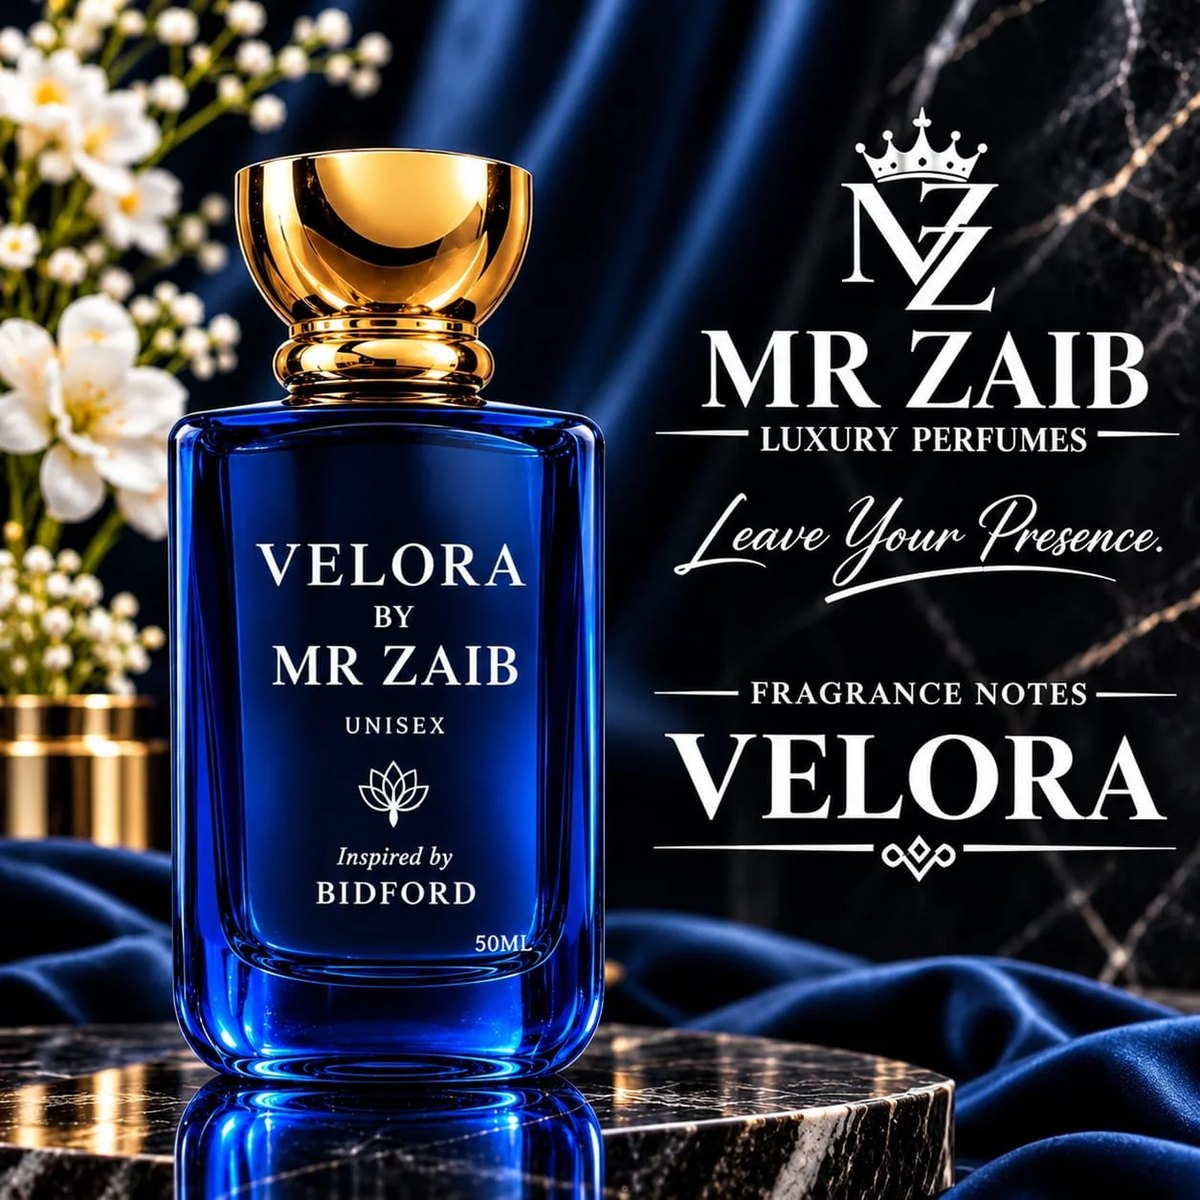 VELORA
BY
MR ZAIB
UNISEX
Inspired by
BIDFORD
50ML
MZ
MR ZAIB
LUXURY PERFUMES
Leave Your Presence.
FRAGRANCE NOTES
VELORA